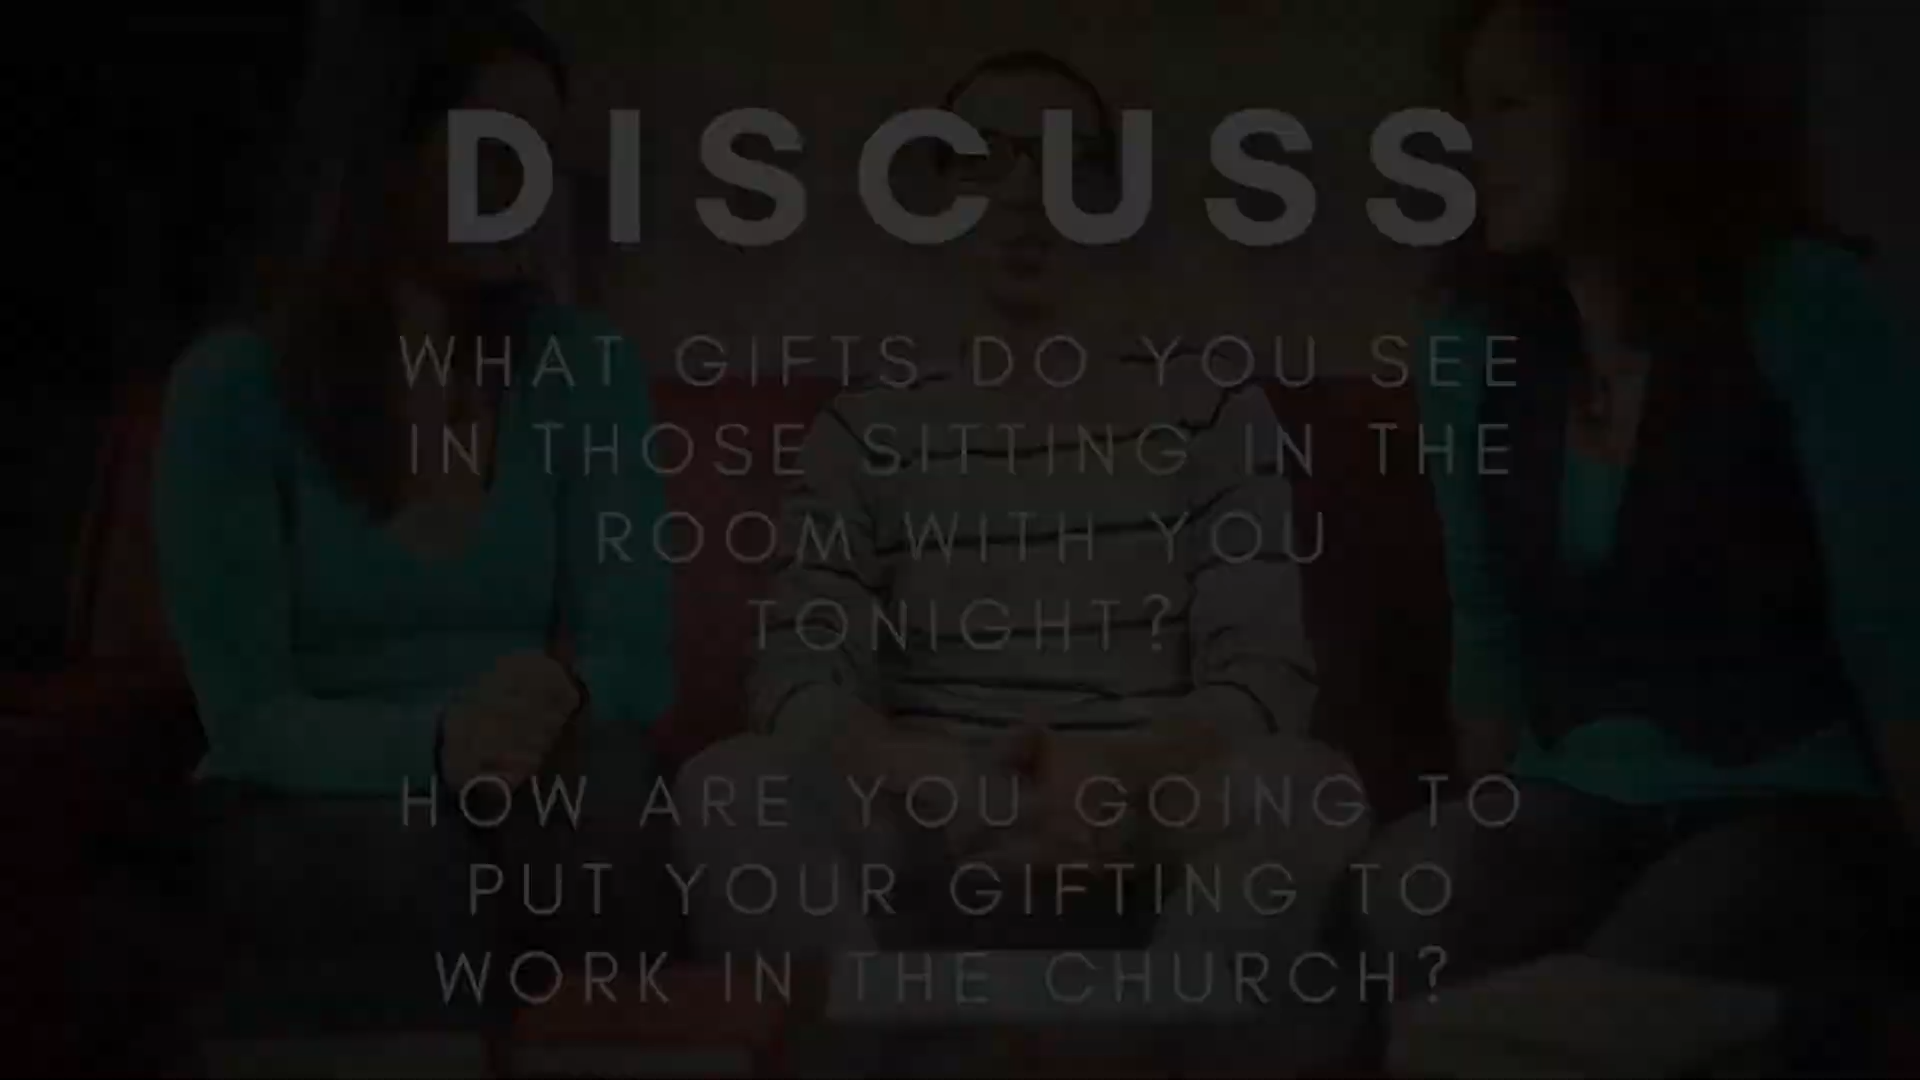 DISCUSS
WHAT GIFTS DO YOU SEE
IN THOSE SITTING IN THE
ROOM WITH YOU
TONIGHT?
HOW ARE YOU GOING TO
PUT YOUR GIFTING TO
WORK IN THE CHURCH?